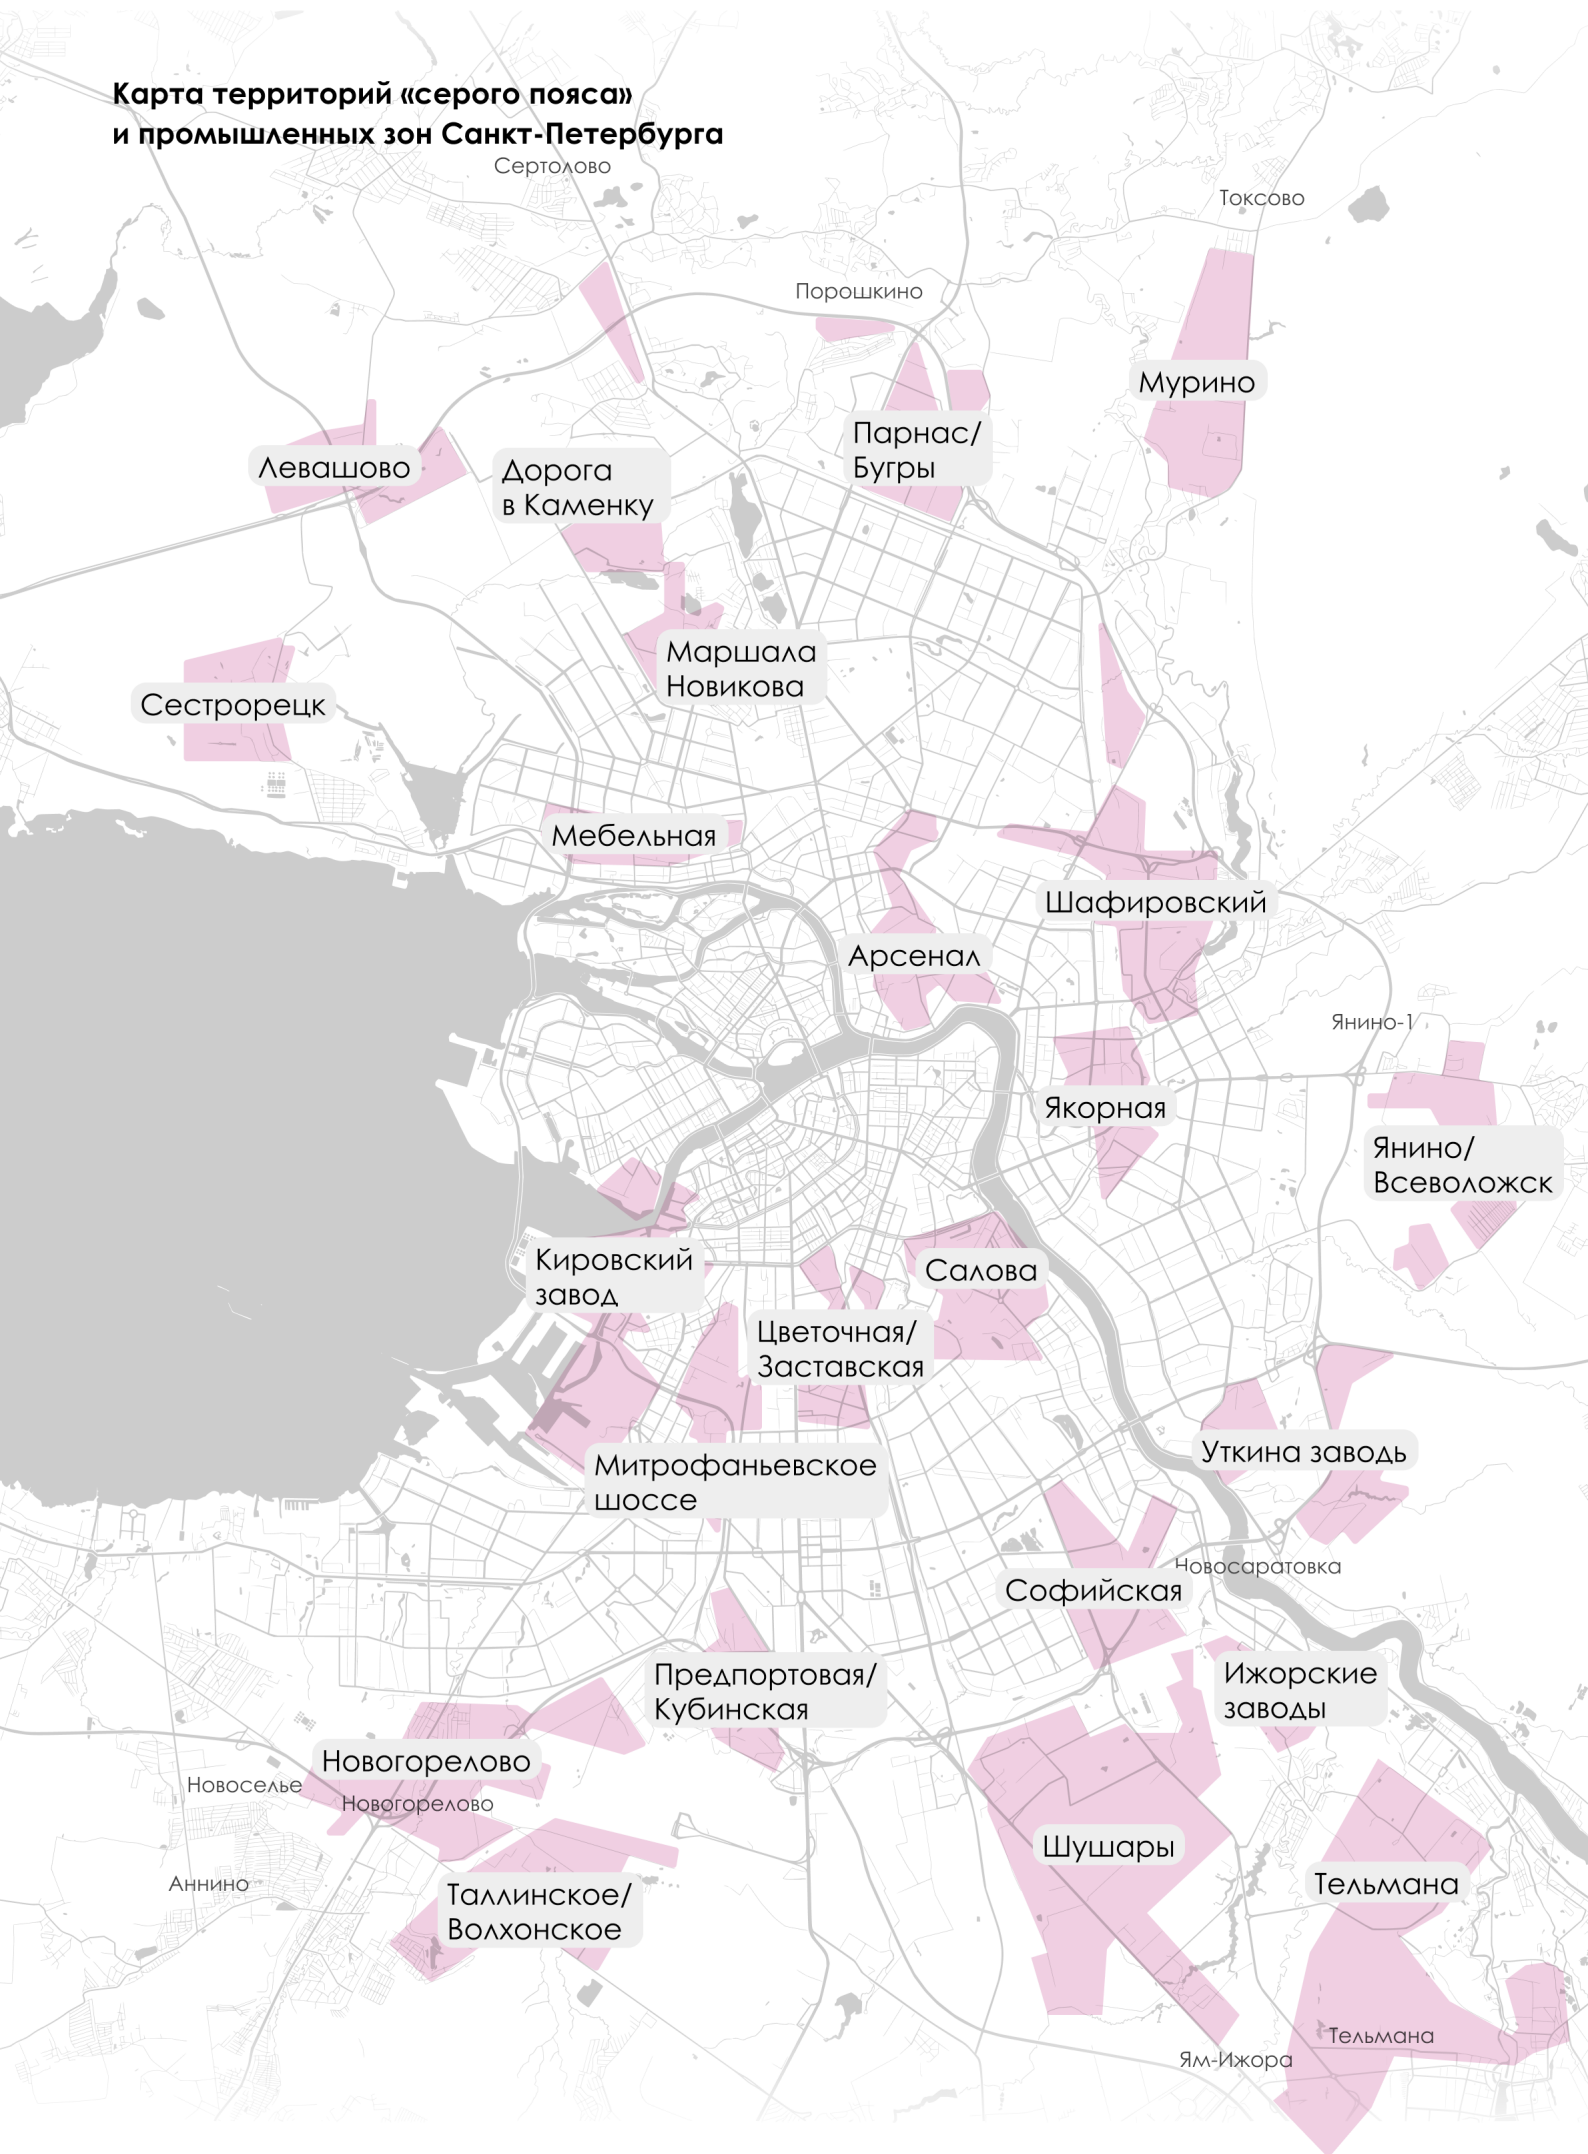 Карта территорий «серого пояса»
и промышленных зон Санкт-Петербурга
Сертолово
Токсово
Порошкино
Мурино
Парнас/
Бугры
Левашово
Дорога
в Каменку
Маршала
Новикова
Сестрорецк
Мебельная
Шафировский
Арсенал
Янино-1
Якорная
Янино/
Всеволожск
Кировский
завод
Салова
Цветочная/
Заставская
Уткина заводь
Митрофаньевское
шоссе
Новосаратовка
Софийская
Предпортовая/
Кубинская
Ижорские
заводы
Новогорелово
Новоселье
Новогорелово
Шушары
Аннино
Тельмана
Таллинское/
Волхонское
Тельмана
Ям-Ижора